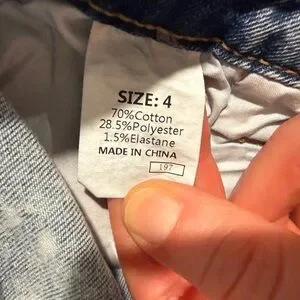 SIZE: 4
70%Cotton
28.5%Polyester
1.5%Elastane
MADE IN CHINA
197